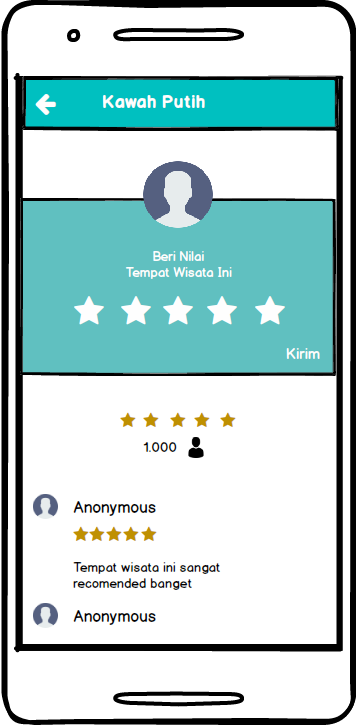 Kawah Putih
Beri Nilai
Tempat Wisata Ini
Kirim
1.000
Anonymous
Tempat wisata ini sangat
recomended banget
Anonymous